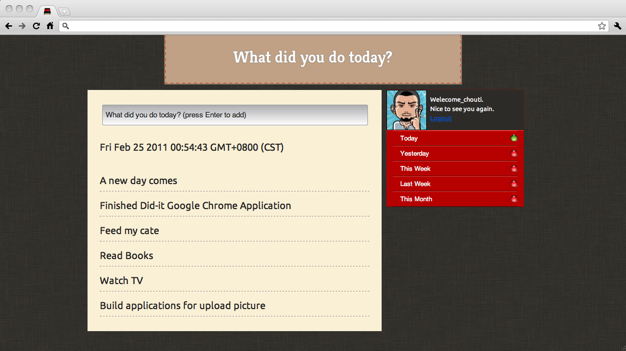 What did you do today?
What did you do today? (press Enter to add)
Fri Feb 25 2011 00:54:43 GMT+0800 (CST)
A new day comes
Finished Did-it Google Chrome Application
Feed my cate
Read Books
Watch TV
Build applications for upload picture
Welecome_chouti.
Nice to see you again.
Logout
Today
Yesterday
This Week
Last Week
This Month